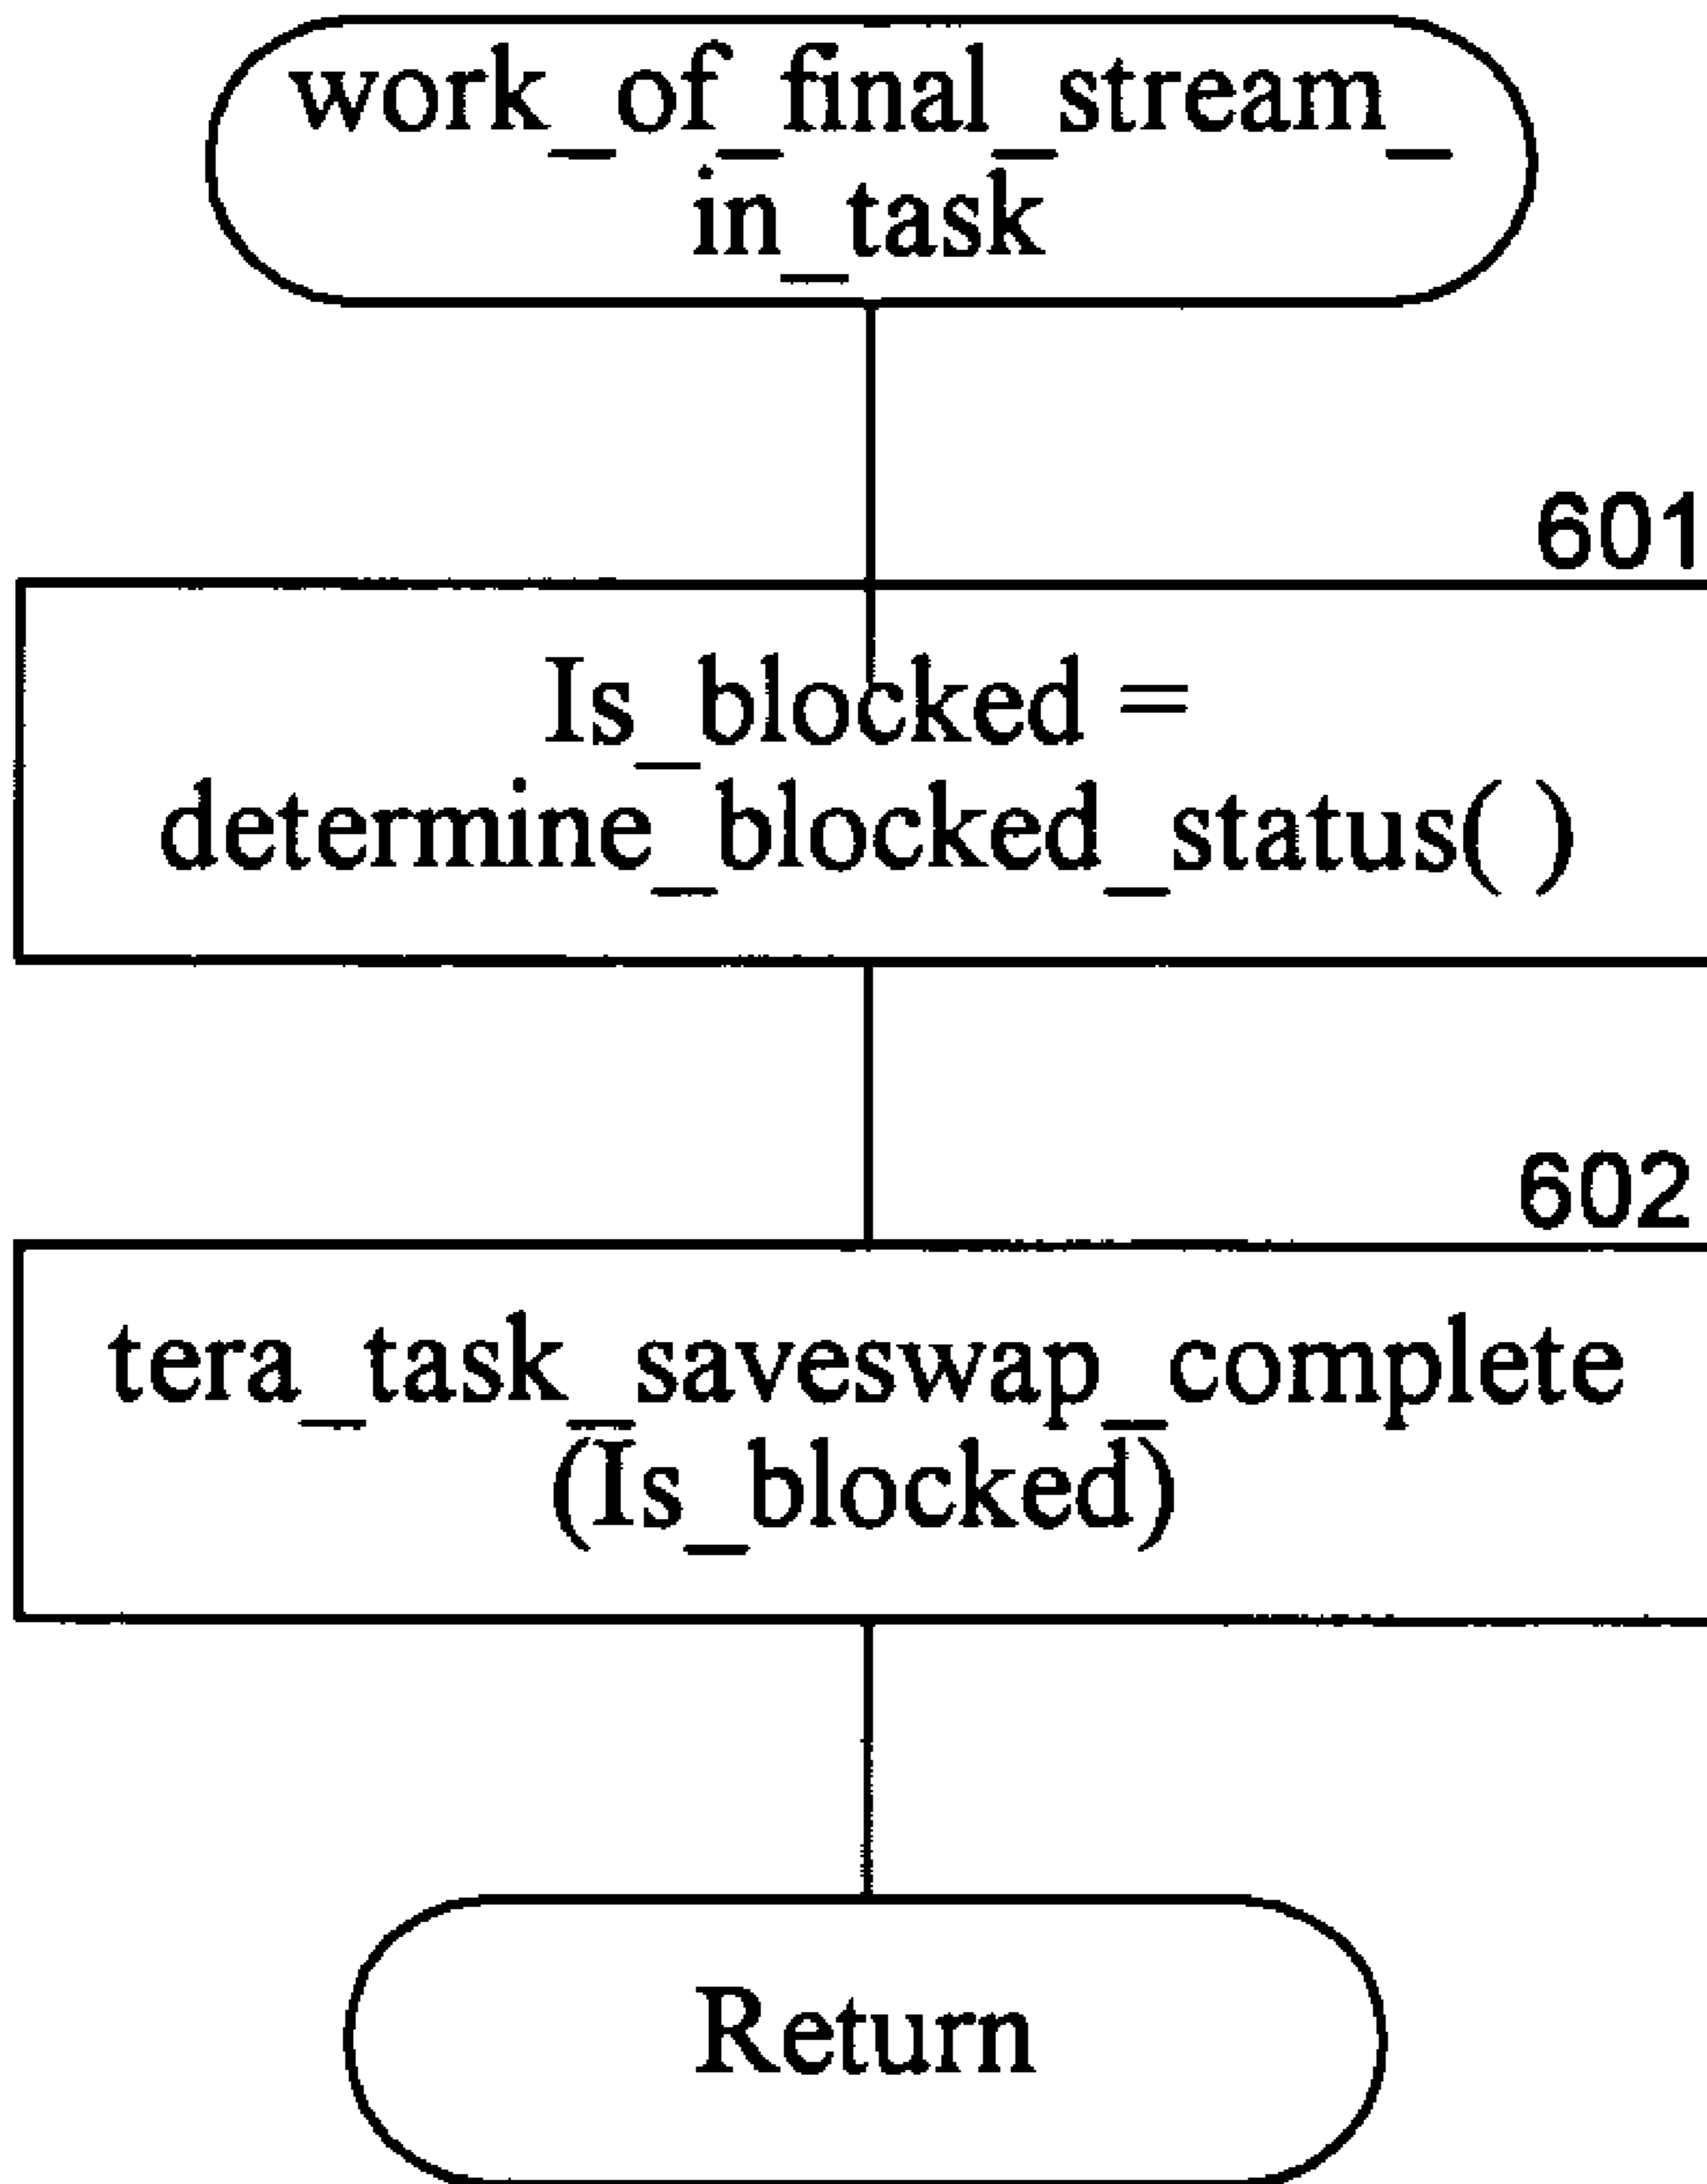 work_of_final_stream_
in_task
601
Is_blocked =
determine_blocked_status( )
602
tera_task_saveswap_complete
(Is_blocked)
Return